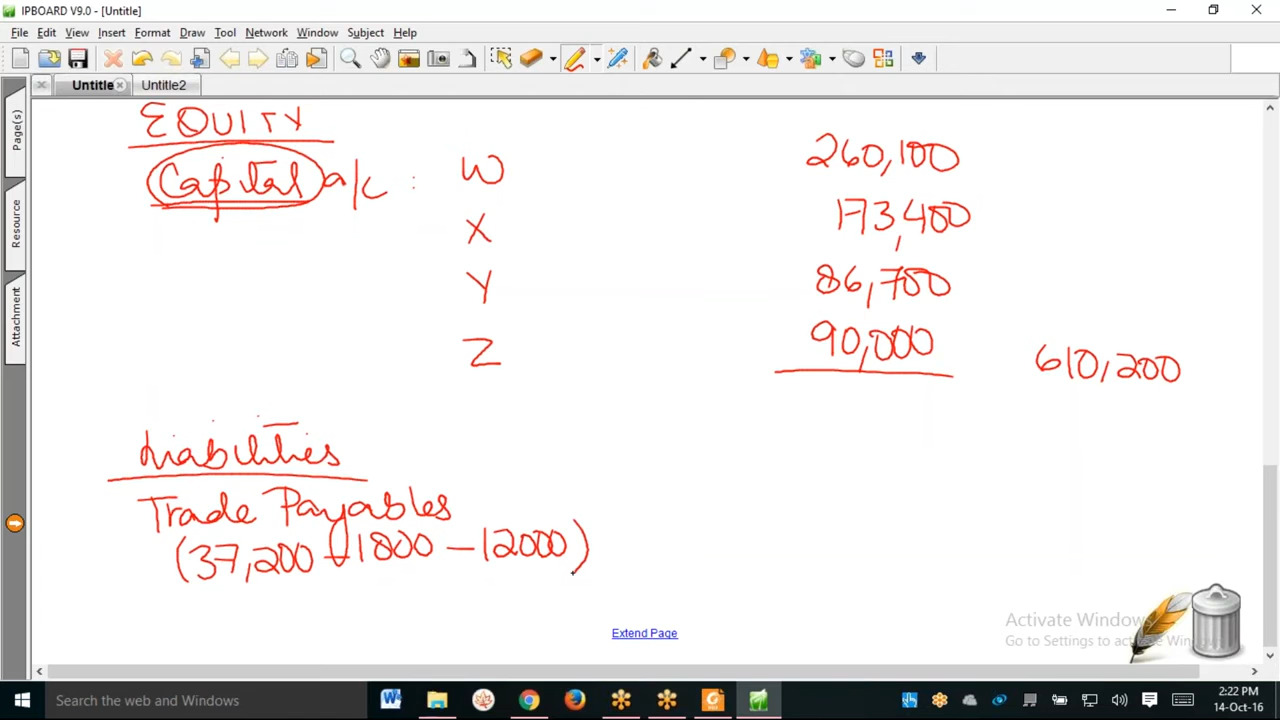 IPBOARD V9.0 - [Untitle]
File Edit View Insert Format Draw Tool Network Window Subject Help
Untitle Untitle2
Page(s)
Resource
Attachment
EQUITY
Capital a/c : W 260,100
X 173,400
Y 86,700
Z 90,000 610,200
Liabilities
Trade Payables
(37,200 - 1800 - 12000)
Extend Page
Activate Windows
Go to Settings to activate Windows
Search the web and Windows
2:22 PM
14-Oct-16